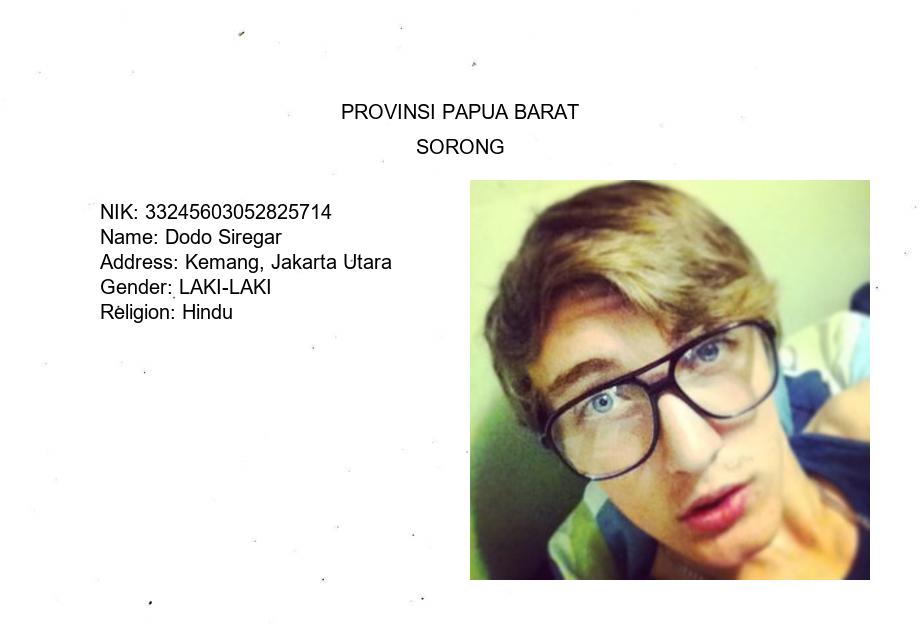 PROVINSI PAPUA BARAT
SORONG
NIK: 33245603052825714
Name: Dodo Siregar
Address: Kemang, Jakarta Utara
Gender: LAKI-LAKI
Religion: Hindu